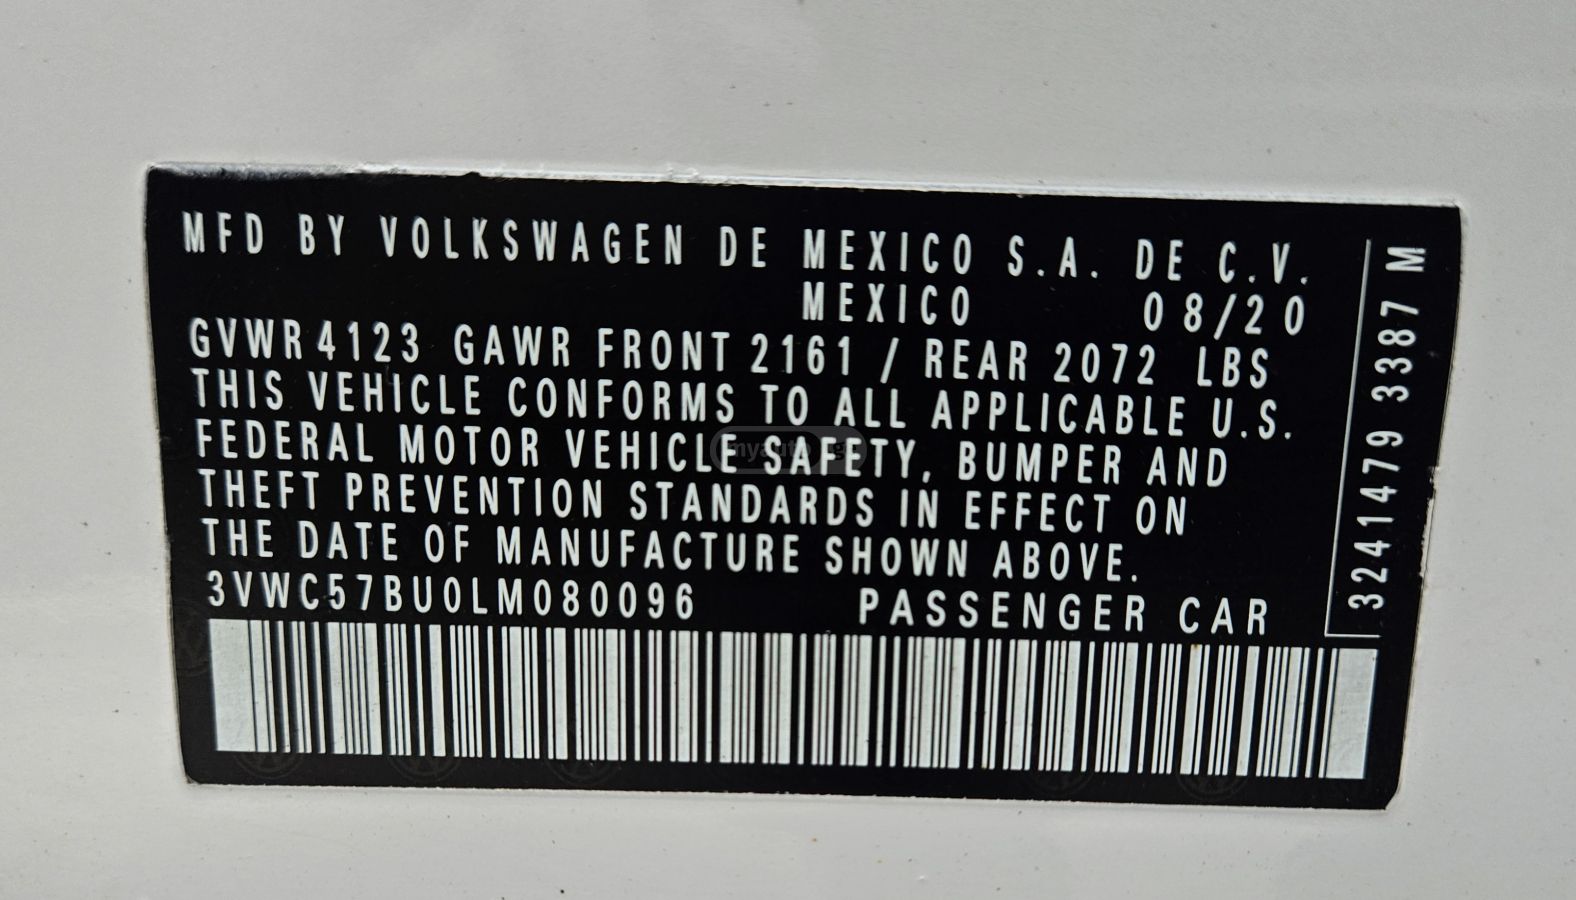 MFD BY VOLKSWAGEN DE MEXICO S.A. DE C.V.
MEXICO 08/20
GVWR 4123 GAWR FRONT 2161 / REAR 2072 LBS
THIS VEHICLE CONFORMS TO ALL APPLICABLE U.S.
FEDERAL MOTOR VEHICLE SAFETY, BUMPER AND
THEFT PREVENTION STANDARDS IN EFFECT ON
THE DATE OF MANUFACTURE SHOWN ABOVE.
3VWC57BU0LM080096 PASSENGER CAR
3241479 3387 M
myauto.ge